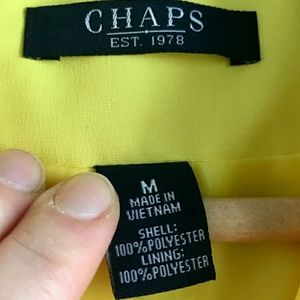 CHAPS
EST. 1978
M
MADE IN
VIETNAM
SHELL:
100%POLYESTER
LINING:
100%POLYESTER